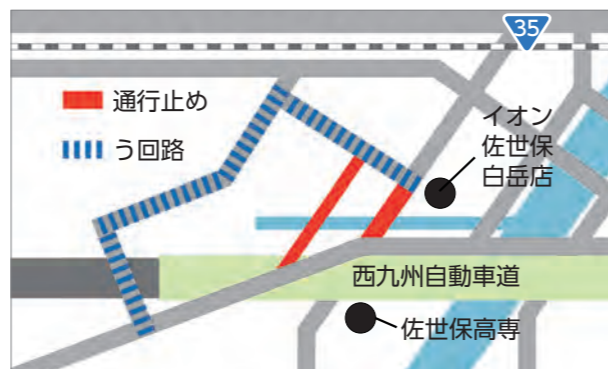 35
通行止め
う回路
イオン
佐世保
白岳店
西九州自動車道
佐世保高専